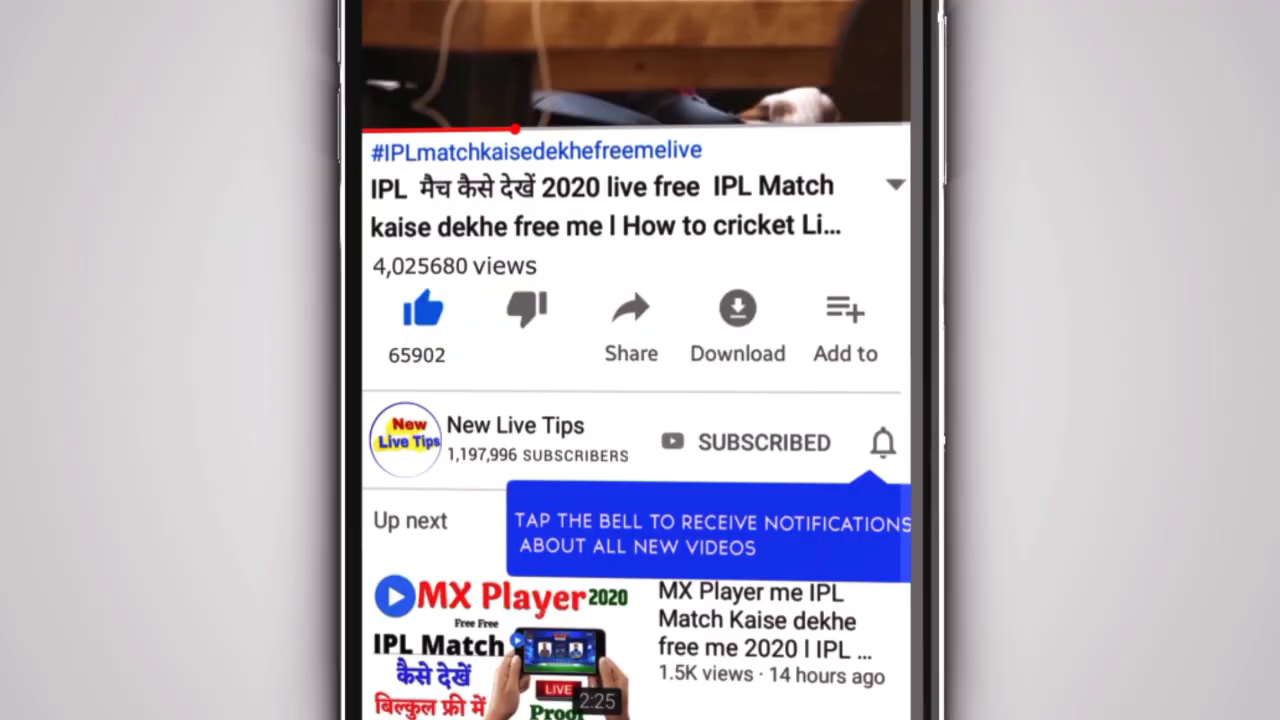 #IPLmatchkaisedekhefreemelive
IPL मैच कैसे देखें 2020 live free IPL Match
kaise dekhe free me l How to cricket Li...
4,025680 views
65902
Share
Download
Add to
New
Live Tips
New Live Tips
1,197,996 SUBSCRIBERS
SUBSCRIBED
TAP THE BELL TO RECEIVE NOTIFICATIONS
ABOUT ALL NEW VIDEOS
Up next
MX Player 2020
Free Free
IPL Match
कैसे देखें
बिल्कुल फ्री में
LIVE
Proof
2:25
MX Player me IPL
Match Kaise dekhe
free me 2020 l IPL ...
1.5K views · 14 hours ago